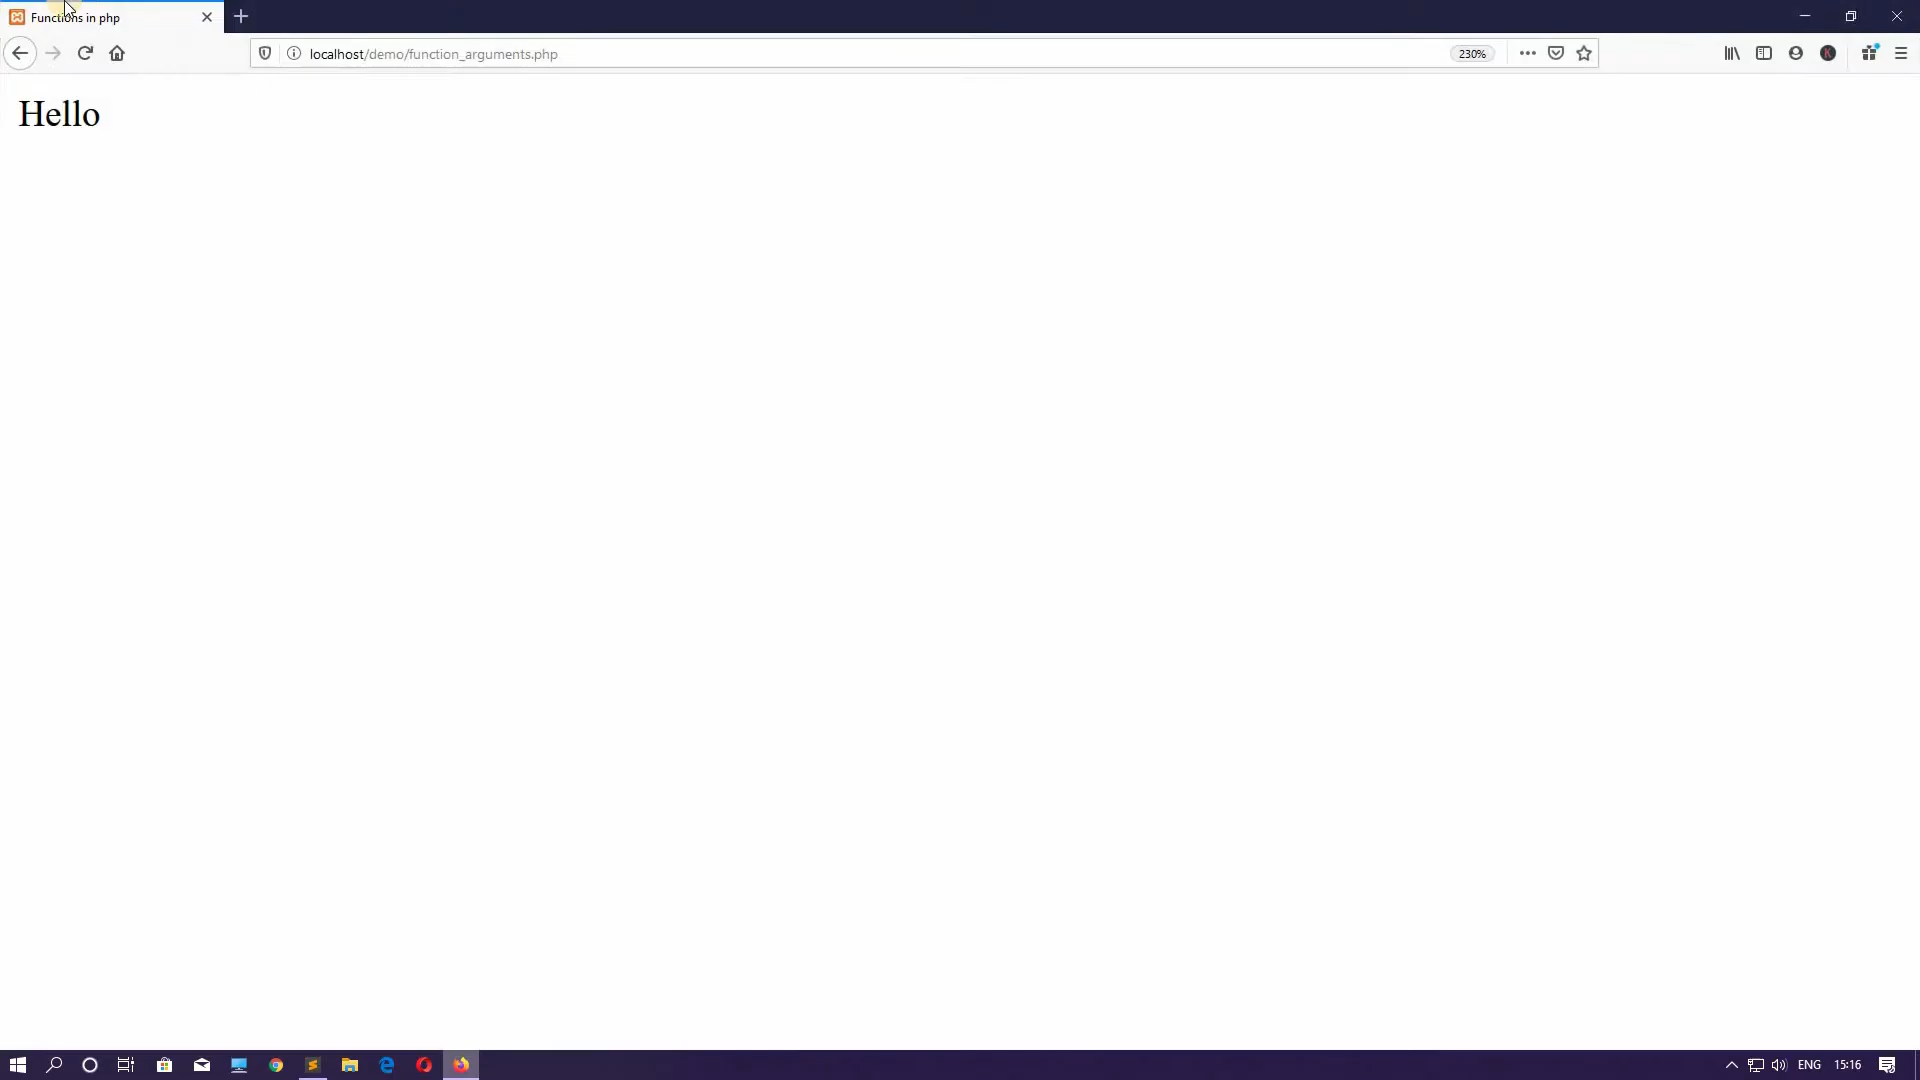 Functions in php
localhost/demo/function_arguments.php
230%
Hello
ENG
15:16